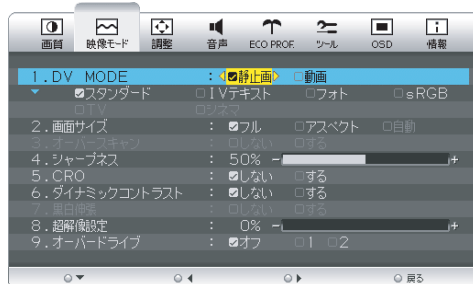 画質 映像モード 調整 音声 ECO PROF. ツール OSD 情報
1.DV MODE : 静止画 動画
スタンダード IVテキスト フォト sRGB
TV シネマ
2.画面サイズ : フル アスペクト 自動
3.オーバースキャン : しない する
4.シャープネス : 50% - +
5.CRO : しない する
6.ダイナミックコントラスト : しない する
7.黒白伸張 : しない する
8.超解像設定 : 0% - +
9.オーバードライブ : オフ 1 2
戻る